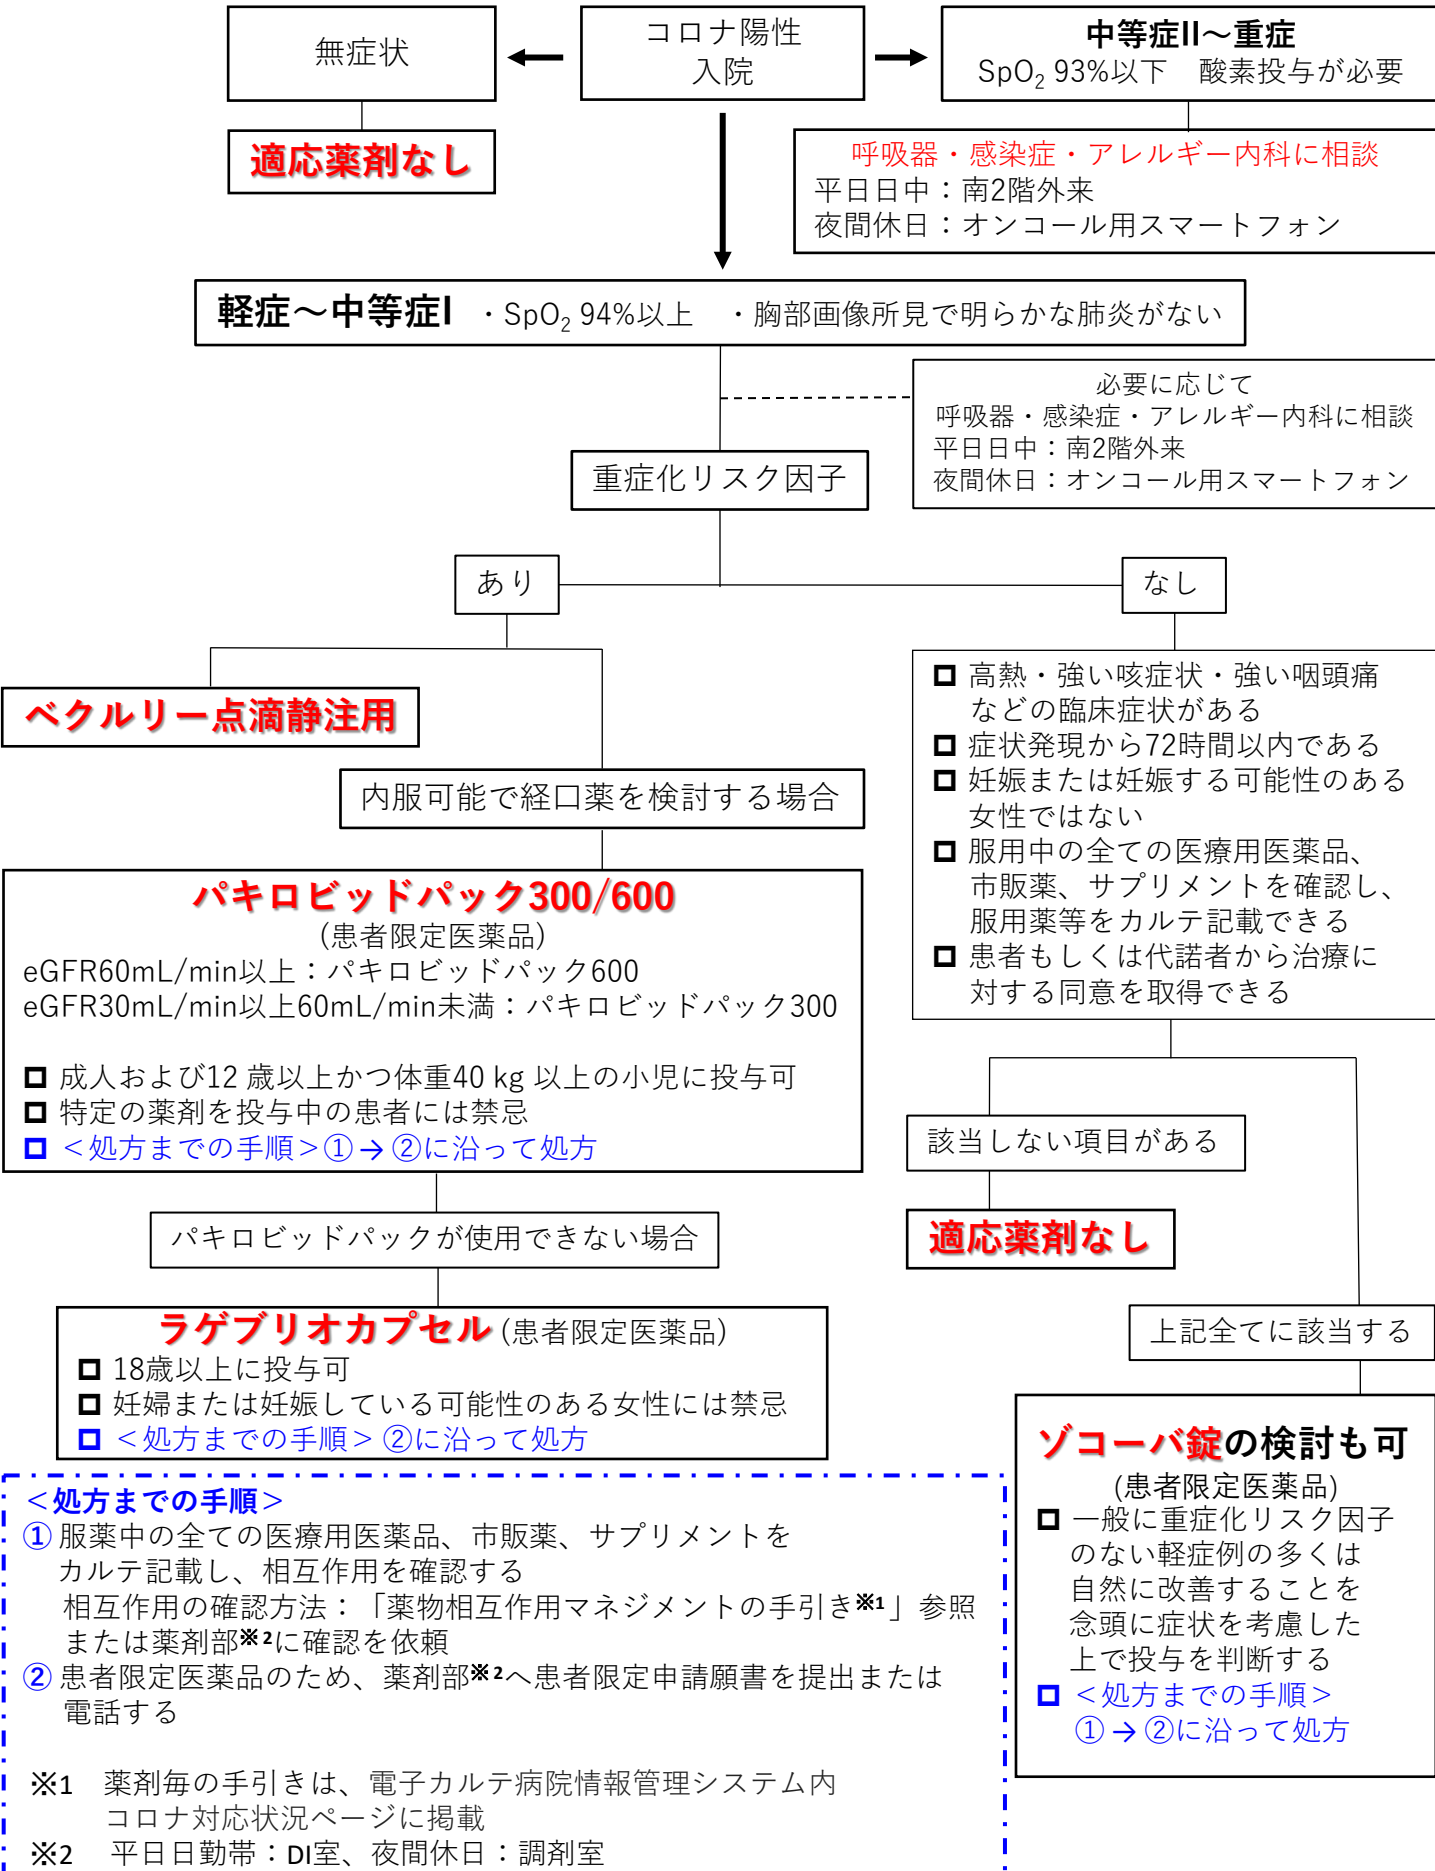 無症状
コロナ陽性
入院
中等症II～重症
SpO₂ 93%以下　酸素投与が必要
適応薬剤なし
呼吸器・感染症・アレルギー内科に相談
平日日中：南2階外来
夜間休日：オンコール用スマートフォン
軽症～中等症I ・SpO₂ 94%以上　・胸部画像所見で明らかな肺炎がない
必要に応じて
呼吸器・感染症・アレルギー内科に相談
平日日中：南2階外来
夜間休日：オンコール用スマートフォン
重症化リスク因子
あり
なし
ベクルリー点滴静注用
内服可能で経口薬を検討する場合
パキロビッドパック300/600
(患者限定医薬品)
eGFR60mL/min以上：パキロビッドパック600
eGFR30mL/min以上60mL/min未満：パキロビッドパック300
成人および12 歳以上かつ体重40 kg 以上の小児に投与可
特定の薬剤を投与中の患者には禁忌
＜処方までの手順＞①→②に沿って処方
パキロビッドパックが使用できない場合
ラゲブリオカプセル (患者限定医薬品)
18歳以上に投与可
妊婦または妊娠している可能性のある女性には禁忌
＜処方までの手順＞ ②に沿って処方
高熱・強い咳症状・強い咽頭痛
などの臨床症状がある
症状発現から72時間以内である
妊娠または妊娠する可能性のある
女性ではない
服用中の全ての医療用医薬品、
市販薬、サプリメントを確認し、
服用薬等をカルテ記載できる
患者もしくは代諾者から治療に
対する同意を取得できる
該当しない項目がある
適応薬剤なし
上記全てに該当する
ゾコーバ錠の検討も可
(患者限定医薬品)
一般に重症化リスク因子
のない軽症例の多くは
自然に改善することを
念頭に症状を考慮した
上で投与を判断する
＜処方までの手順＞
①→②に沿って処方
＜処方までの手順＞
① 服薬中の全ての医療用医薬品、市販薬、サプリメントを
カルテ記載し、相互作用を確認する
相互作用の確認方法：「薬物相互作用マネジメントの手引き※1」参照
または薬剤部※2に確認を依頼
② 患者限定医薬品のため、薬剤部※2へ患者限定申請願書を提出または
電話する
※1　薬剤毎の手引きは、電子カルテ病院情報管理システム内
コロナ対応状況ページに掲載
※2　平日日勤帯：DI室、夜間休日：調剤室